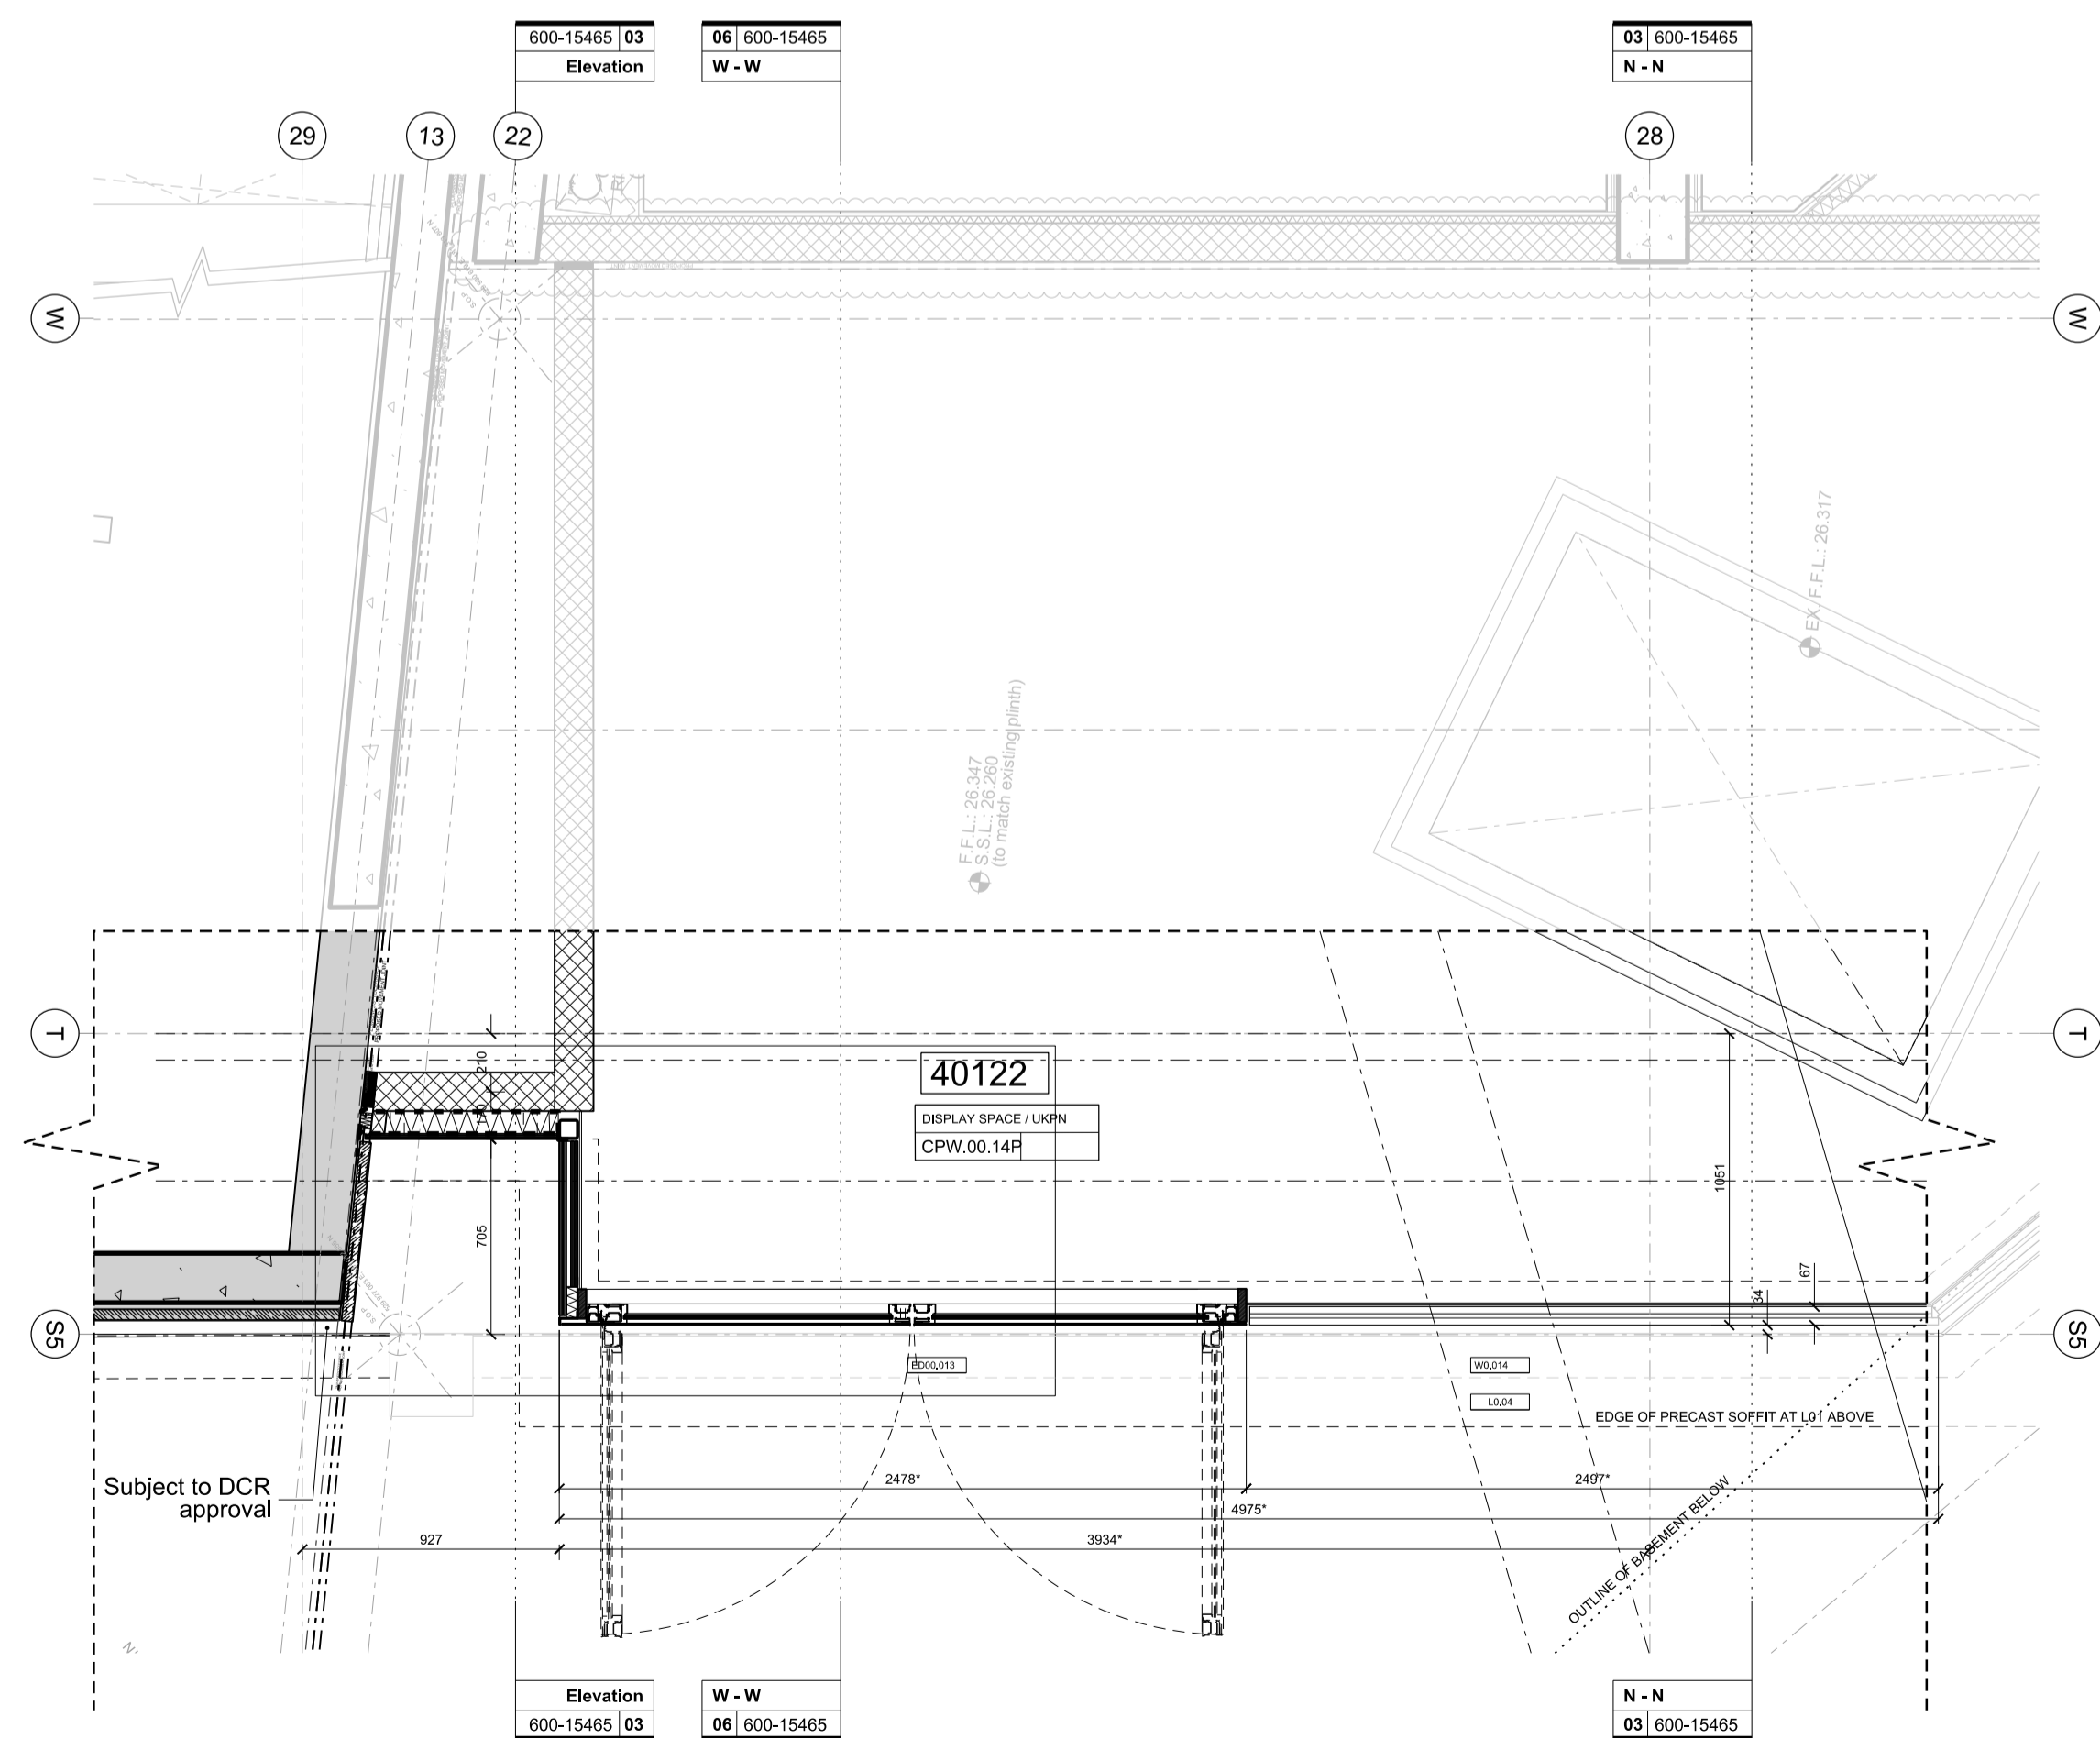 600-15465 03
Elevation
06 600-15465
W - W
03 600-15465
N - N
29
13
22
28
W
W
EX. F.F.L.: 26.317
F.F.L.: 26.347
S.S.L.: 26.260
(to match existing plinth)
T
T
210
40122
DISPLAY SPACE / UKPN
CPW.00.14P
1051
705
67
34
S5
S5
ED00.013
W0.014
L0.04
EDGE OF PRECAST SOFFIT AT L01 ABOVE
Subject to DCR
approval
2478*
2497*
4975*
927
3934*
OUTLINE OF BASEMENT BELOW
Elevation
600-15465 03
W - W
06 600-15465
N - N
03 600-15465